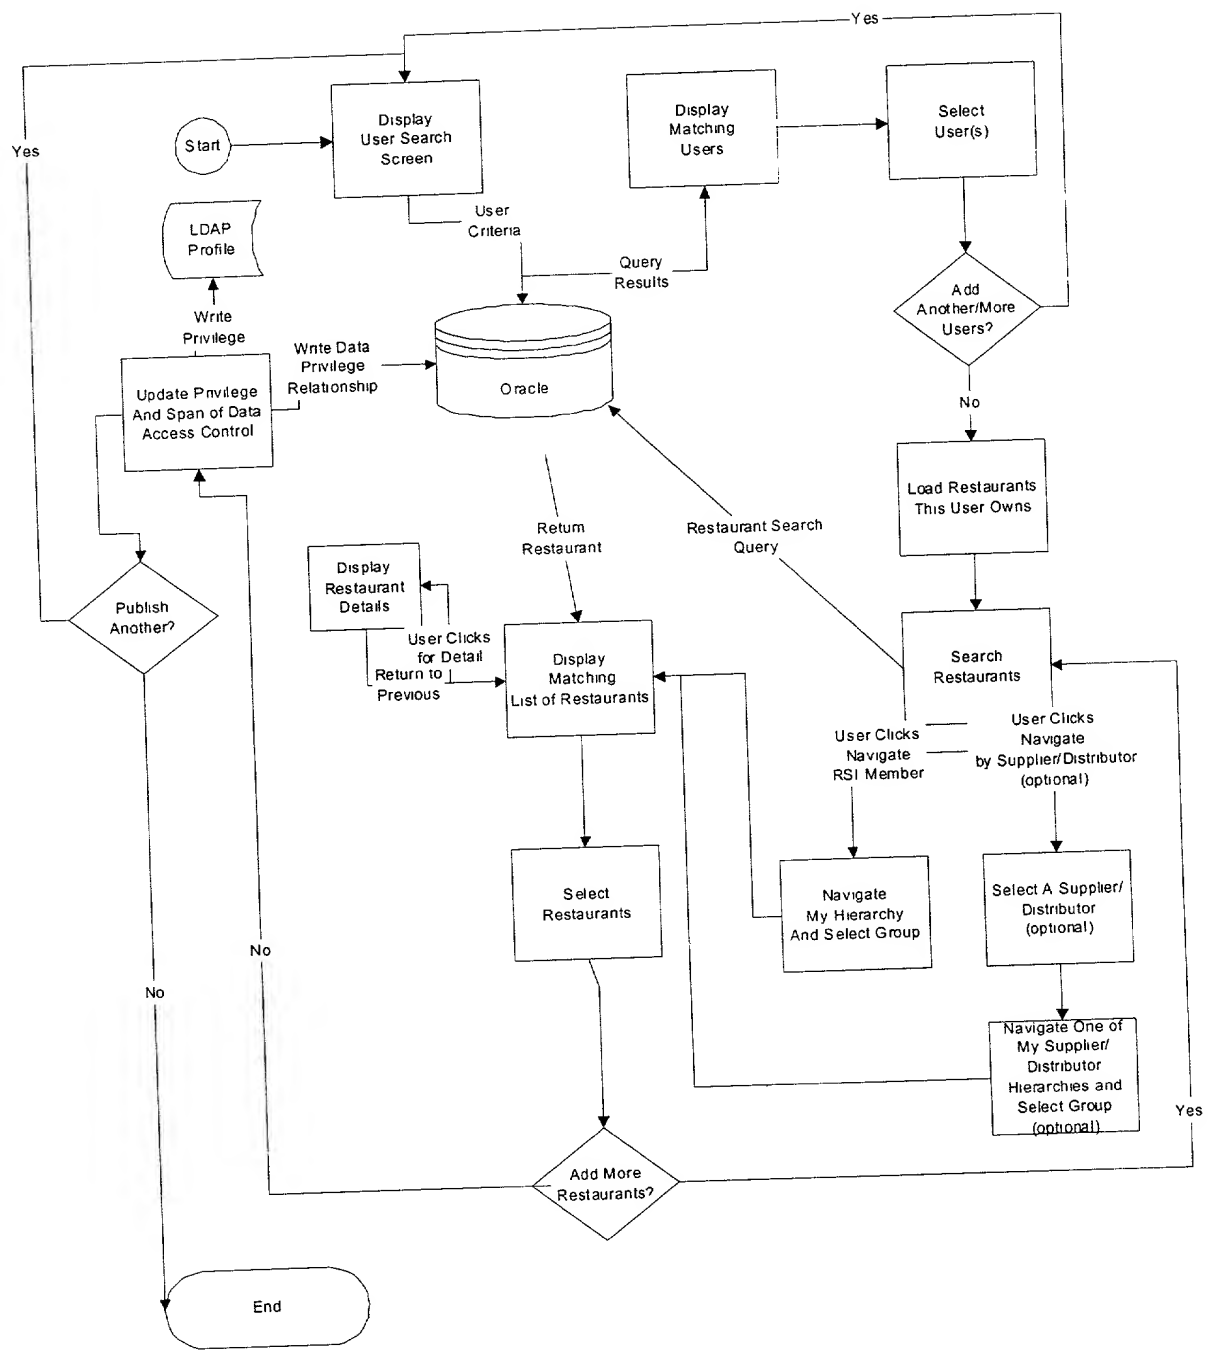 Yes
Yes
Start
Display
User Search
Screen
Display
Matching
Users
Select
User(s)
LDAP
Profile
User
Criteria
Query
Results
Add
Another/More
Users?
Write
Privilege
Write Data
Privilege
Relationship
Oracle
Update Privilege
And Span of Data
Access Control
No
Load Restaurants
This User Owns
Return
Restaurant
Restaurant Search
Query
Display
Restaurant
Details
Publish
Another?
User Clicks
for Detail
Return to
Previous
Display
Matching
List of Restaurants
Search
Restaurants
User Clicks
Navigate
RSI Member
User Clicks
Navigate
by Supplier/Distributor
(optional)
Select
Restaurants
Navigate
My Hierarchy
And Select Group
Select A Supplier/
Distributor
(optional)
No
No
Navigate One of
My Supplier/
Distributor
Hierarchies and
Select Group
(optional)
Yes
Add More
Restaurants?
End